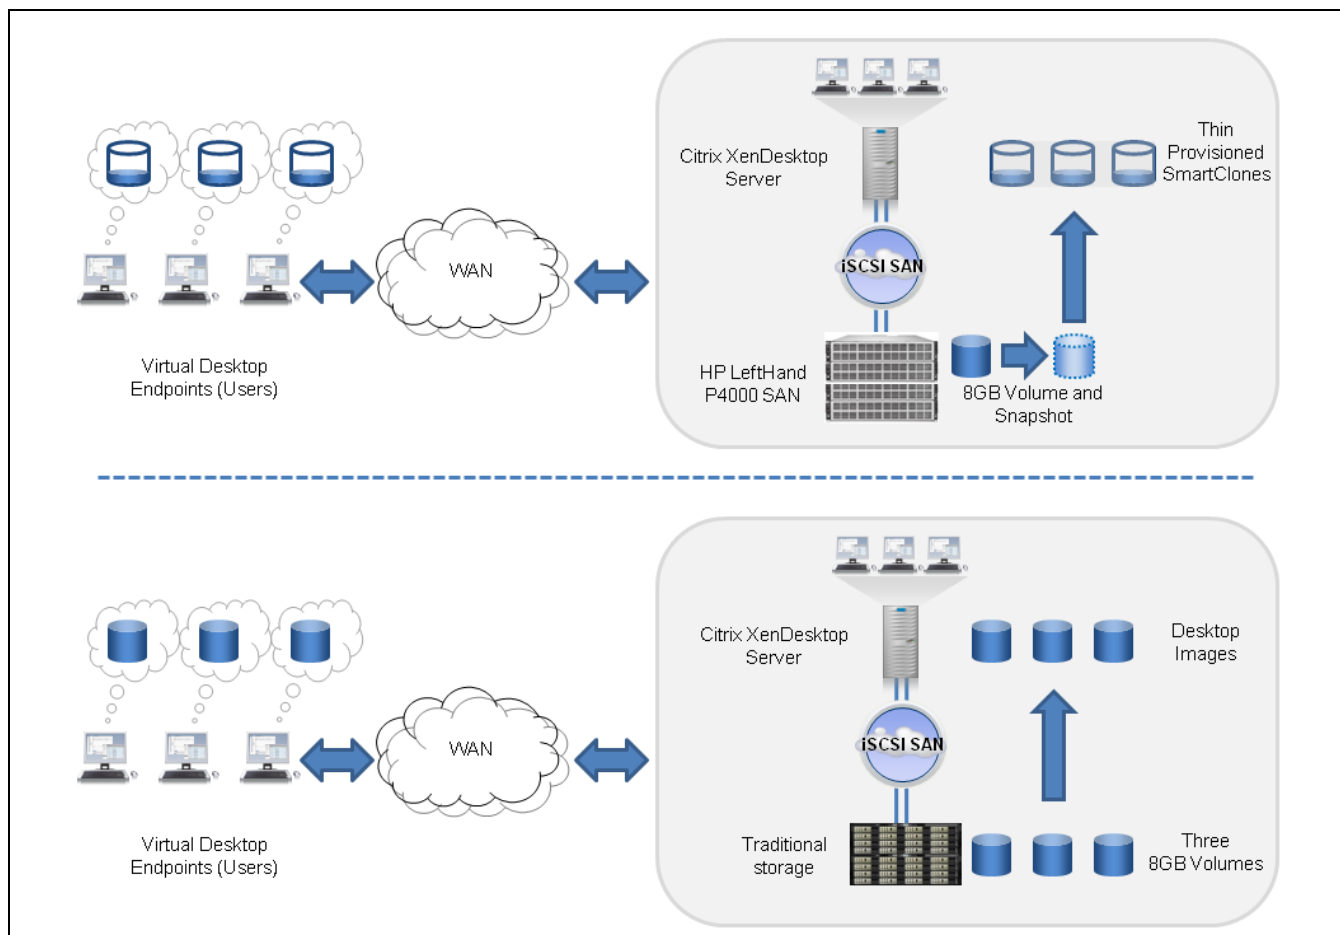 Citrix XenDesktop
Server
Thin
Provisioned
SmartClones
WAN
iSCSI SAN
Virtual Desktop
Endpoints (Users)
HP LeftHand
P4000 SAN
8GB Volume and
Snapshot
Citrix XenDesktop
Server
Desktop
Images
WAN
iSCSI SAN
Virtual Desktop
Endpoints (Users)
Traditional
storage
Three
8GB Volumes